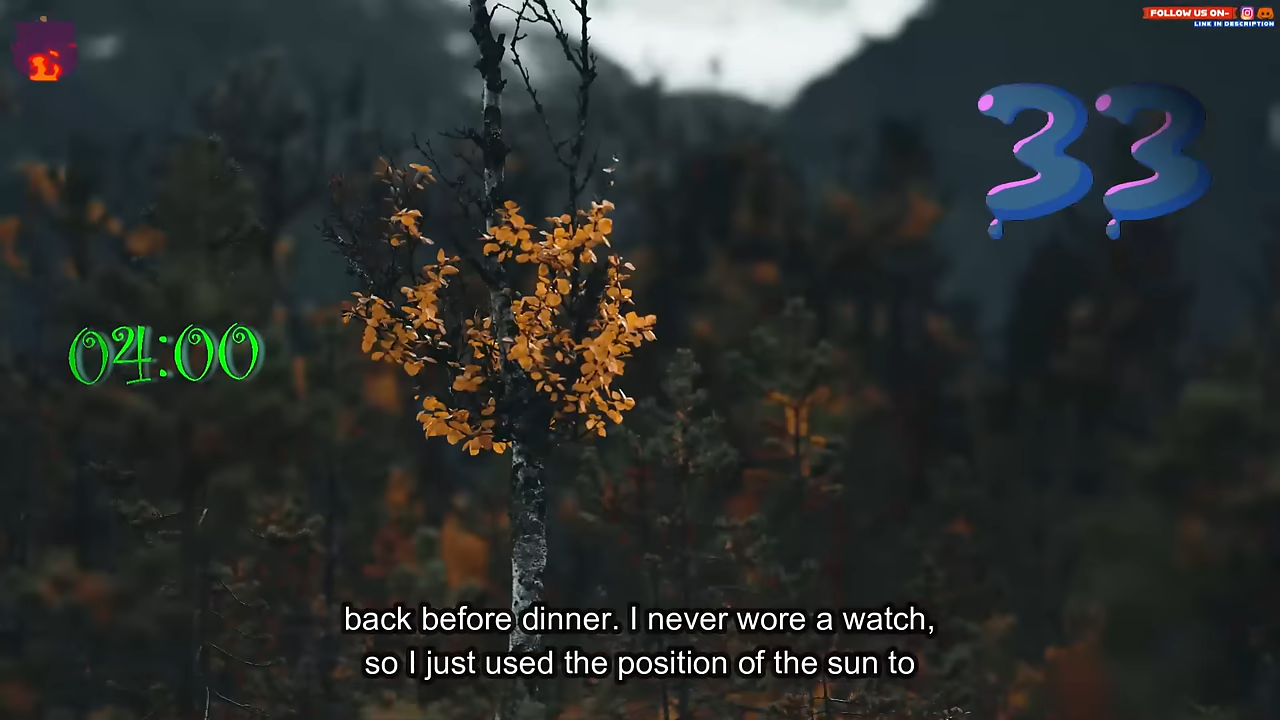 FOLLOW US ON-
LINK IN DESCRIPTION
33
04:00
back before dinner. I never wore a watch,
so I just used the position of the sun to